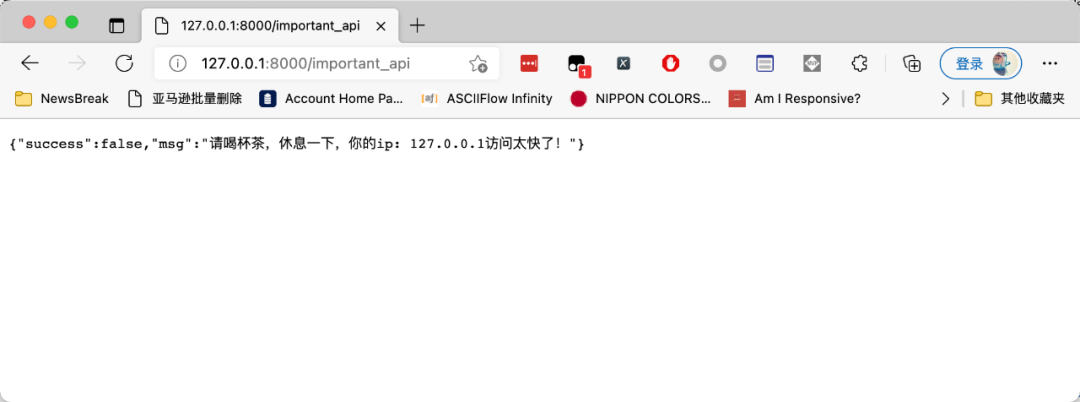 127.0.0.1:8000/important_api
127.0.0.1:8000/important_api
1
登录
NewsBreak
亚马逊批量删除
Account Home Pa...
ASCIIFlow Infinity
NIPPON COLORS...
Am I Responsive?
其他收藏夹
{"success":false,"msg":"请喝杯茶，休息一下，你的ip: 127.0.0.1访问太快了！"}